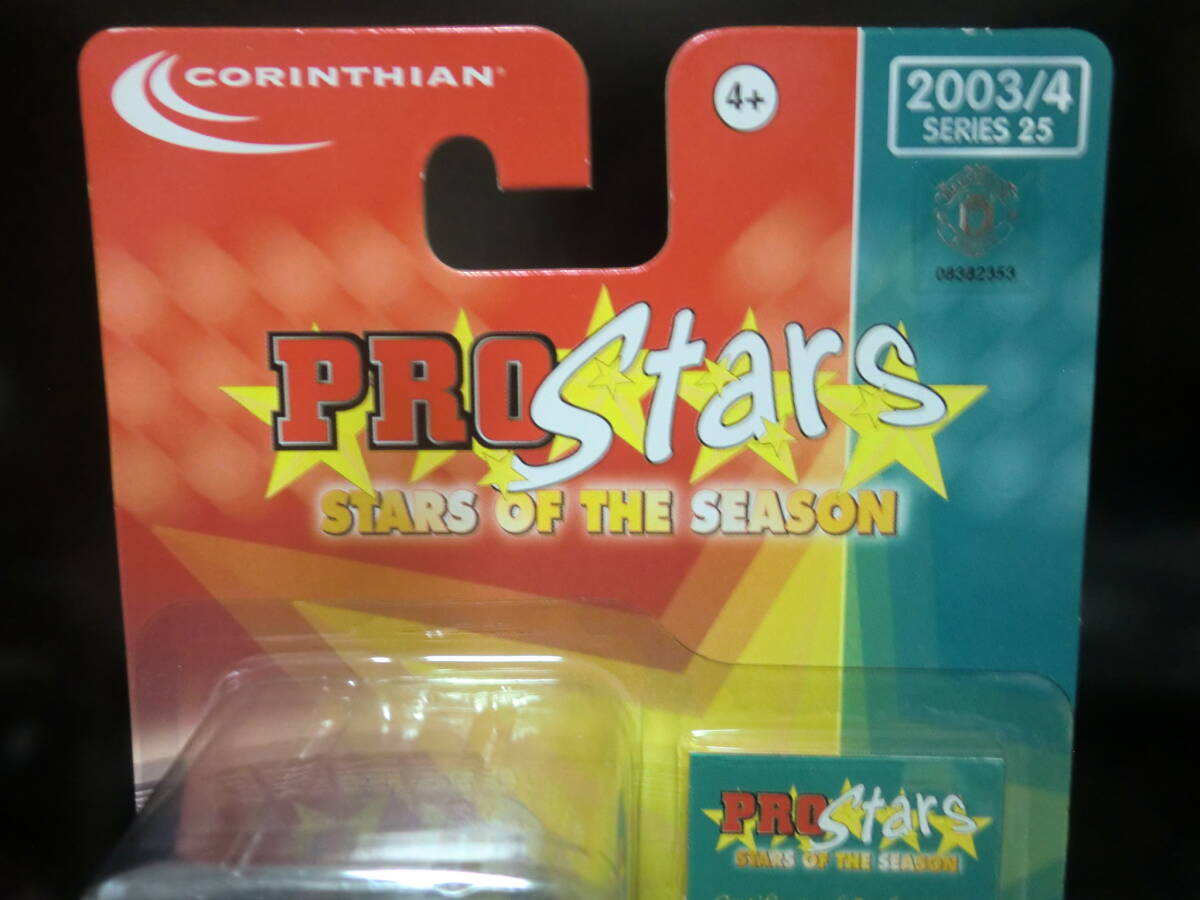 CORINTHIAN
4+
2003/4
SERIES 25
08382353
PROStars
STARS OF THE SEASON
PROStars
STARS OF THE SEASON